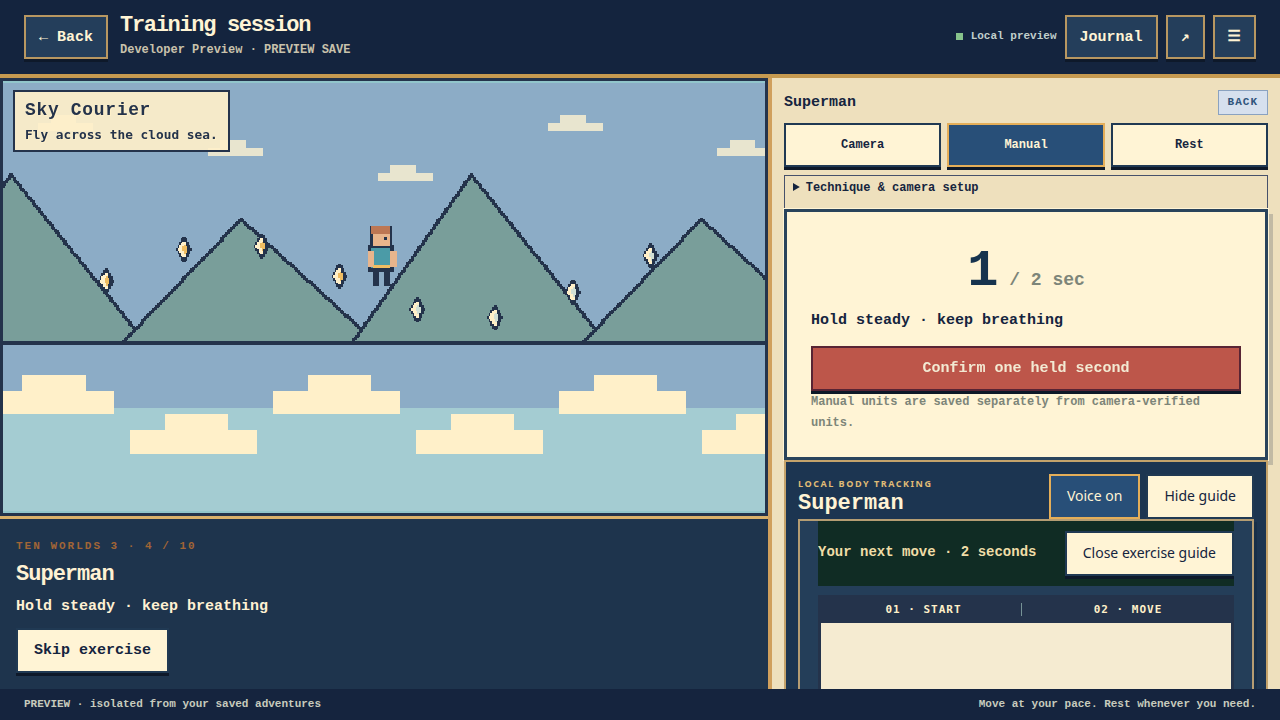 ← Back
Training session
Developer Preview · PREVIEW SAVE
Local preview
Journal
↗
☰
Sky Courier
Fly across the cloud sea.
TEN WORLDS 3 · 4 / 10
Superman
Hold steady · keep breathing
Skip exercise
Superman
BACK
Camera
Manual
Rest
▶ Technique & camera setup
1 / 2 sec
Hold steady · keep breathing
Confirm one held second
Manual units are saved separately from camera-verified
units.
LOCAL BODY TRACKING
Superman
Voice on
Hide guide
Your next move · 2 seconds
Close exercise guide
01 · START
02 · MOVE
PREVIEW · isolated from your saved adventures
Move at your pace. Rest whenever you need.